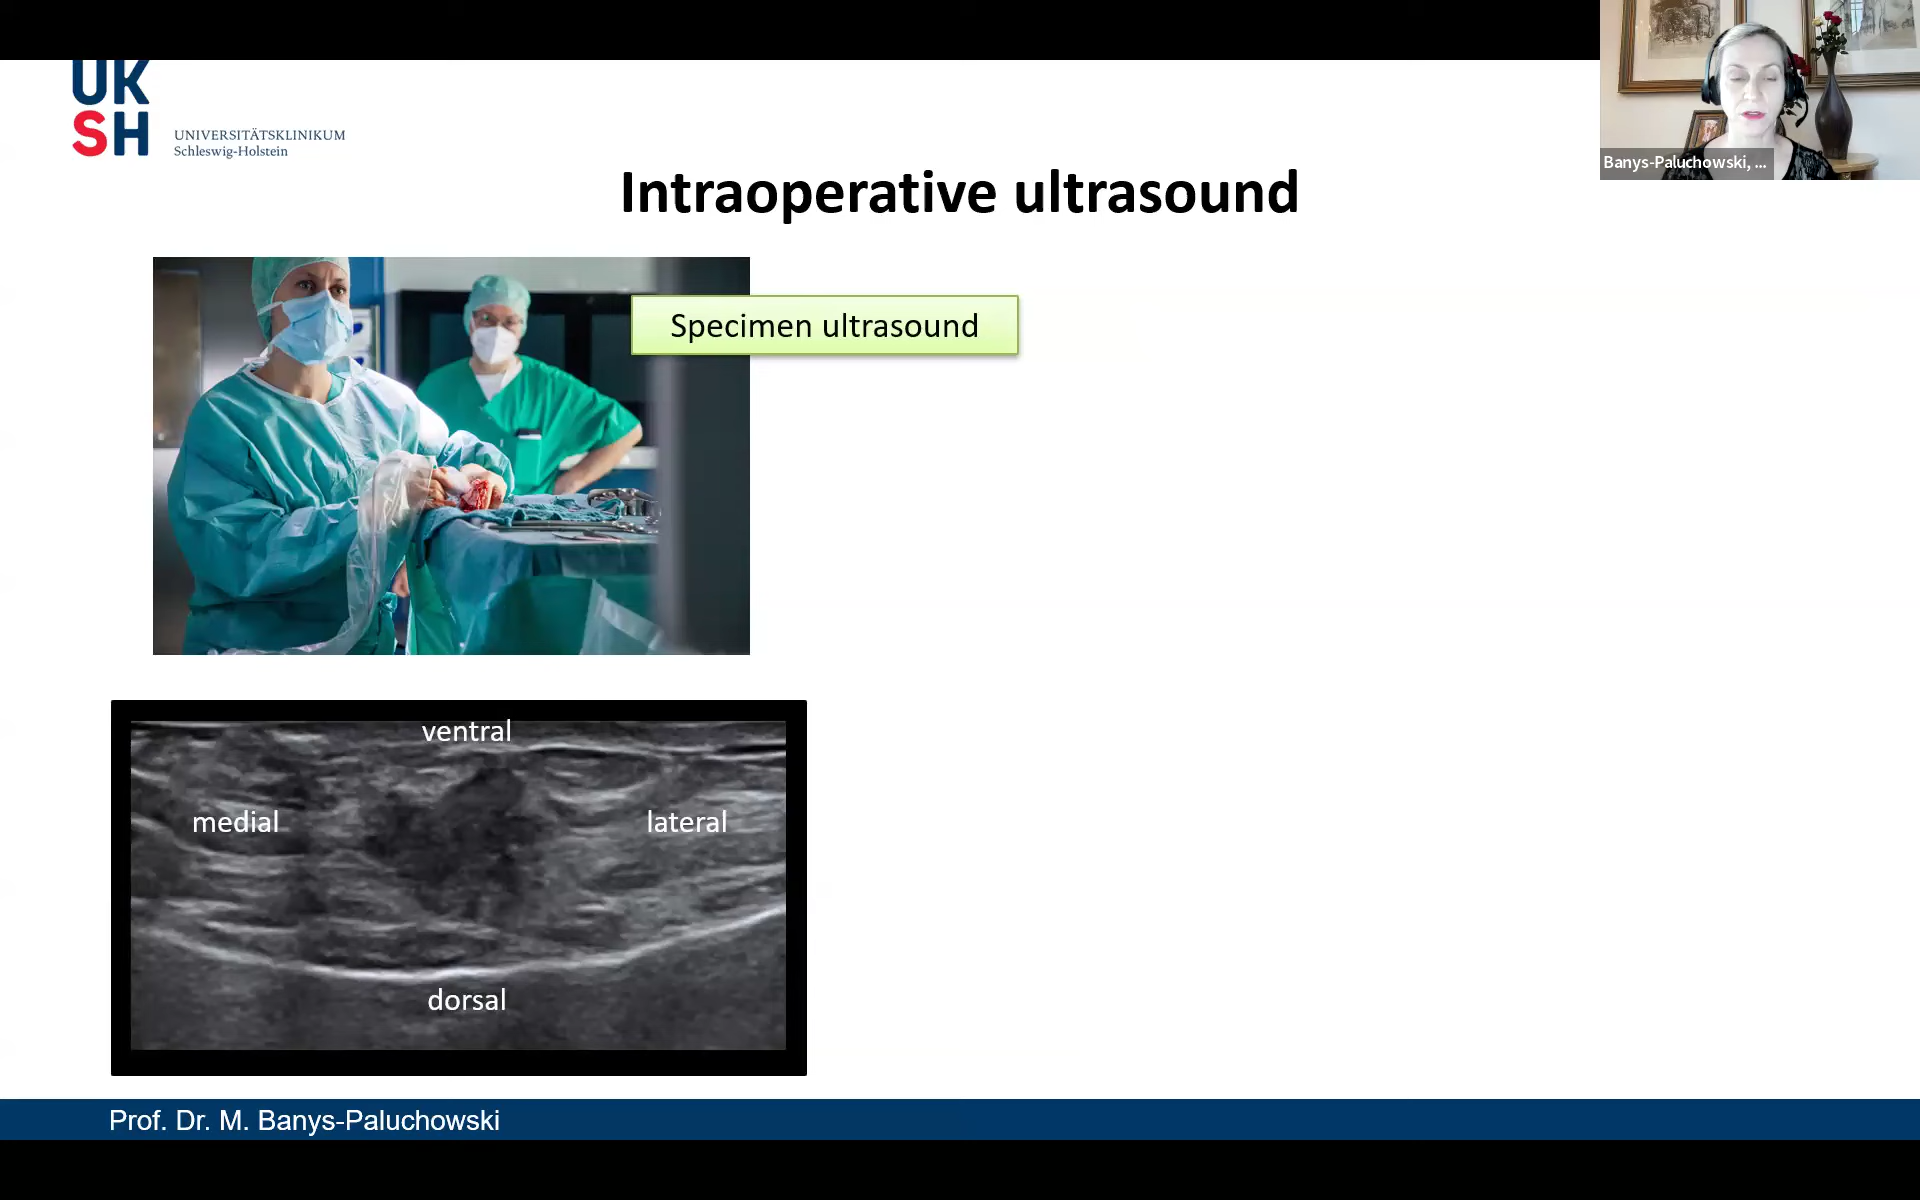 UK
SH
UNIVERSITÄTSKLINIKUM
Schleswig-Holstein
Banys-Paluchowski, ...
Intraoperative ultrasound
Specimen ultrasound
ventral
medial
lateral
dorsal
Prof. Dr. M. Banys-Paluchowski